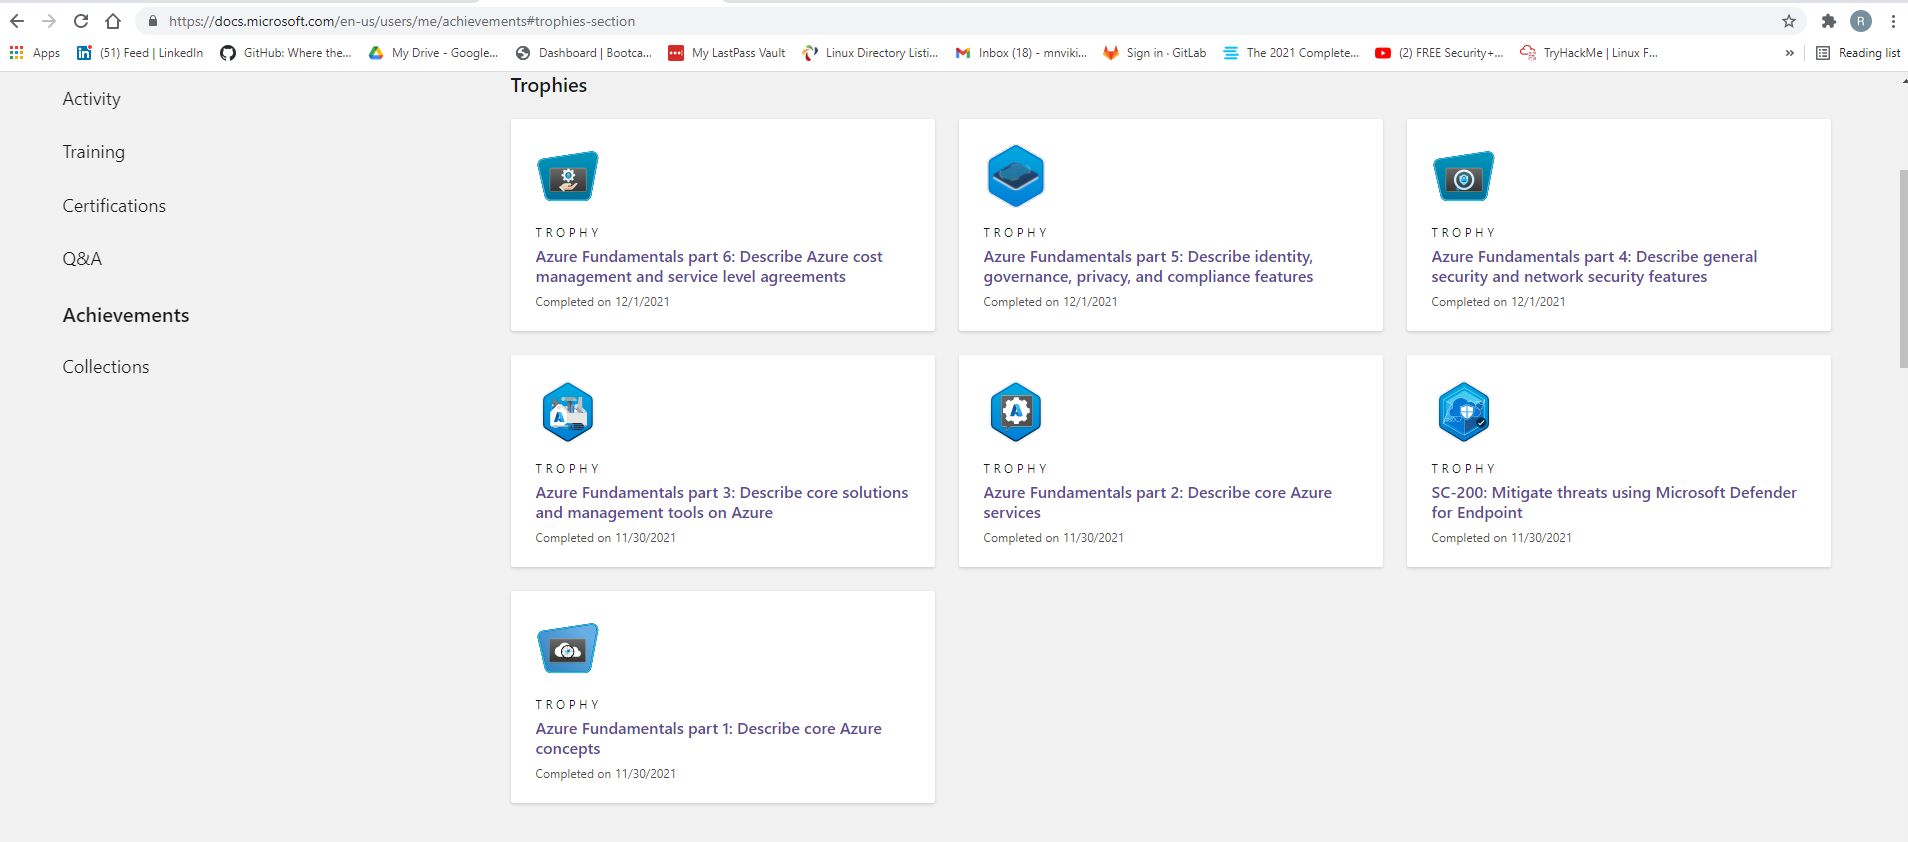 https://docs.microsoft.com/en-us/users/me/achievements#trophies-section
R
Apps
(51) Feed | LinkedIn
GitHub: Where the...
My Drive - Google...
Dashboard | Bootca...
My LastPass Vault
Linux Directory Listi...
Inbox (18) - mnviki...
Sign in · GitLab
The 2021 Complete...
(2) FREE Security+...
TryHackMe | Linux F...
»
Reading list
Activity
Training
Certifications
Q&A
Achievements
Collections
Trophies
TROPHY
Azure Fundamentals part 6: Describe Azure cost
management and service level agreements
Completed on 12/1/2021
TROPHY
Azure Fundamentals part 5: Describe identity,
governance, privacy, and compliance features
Completed on 12/1/2021
TROPHY
Azure Fundamentals part 4: Describe general
security and network security features
Completed on 12/1/2021
TROPHY
Azure Fundamentals part 3: Describe core solutions
and management tools on Azure
Completed on 11/30/2021
TROPHY
Azure Fundamentals part 2: Describe core Azure
services
Completed on 11/30/2021
TROPHY
SC-200: Mitigate threats using Microsoft Defender
for Endpoint
Completed on 11/30/2021
TROPHY
Azure Fundamentals part 1: Describe core Azure
concepts
Completed on 11/30/2021